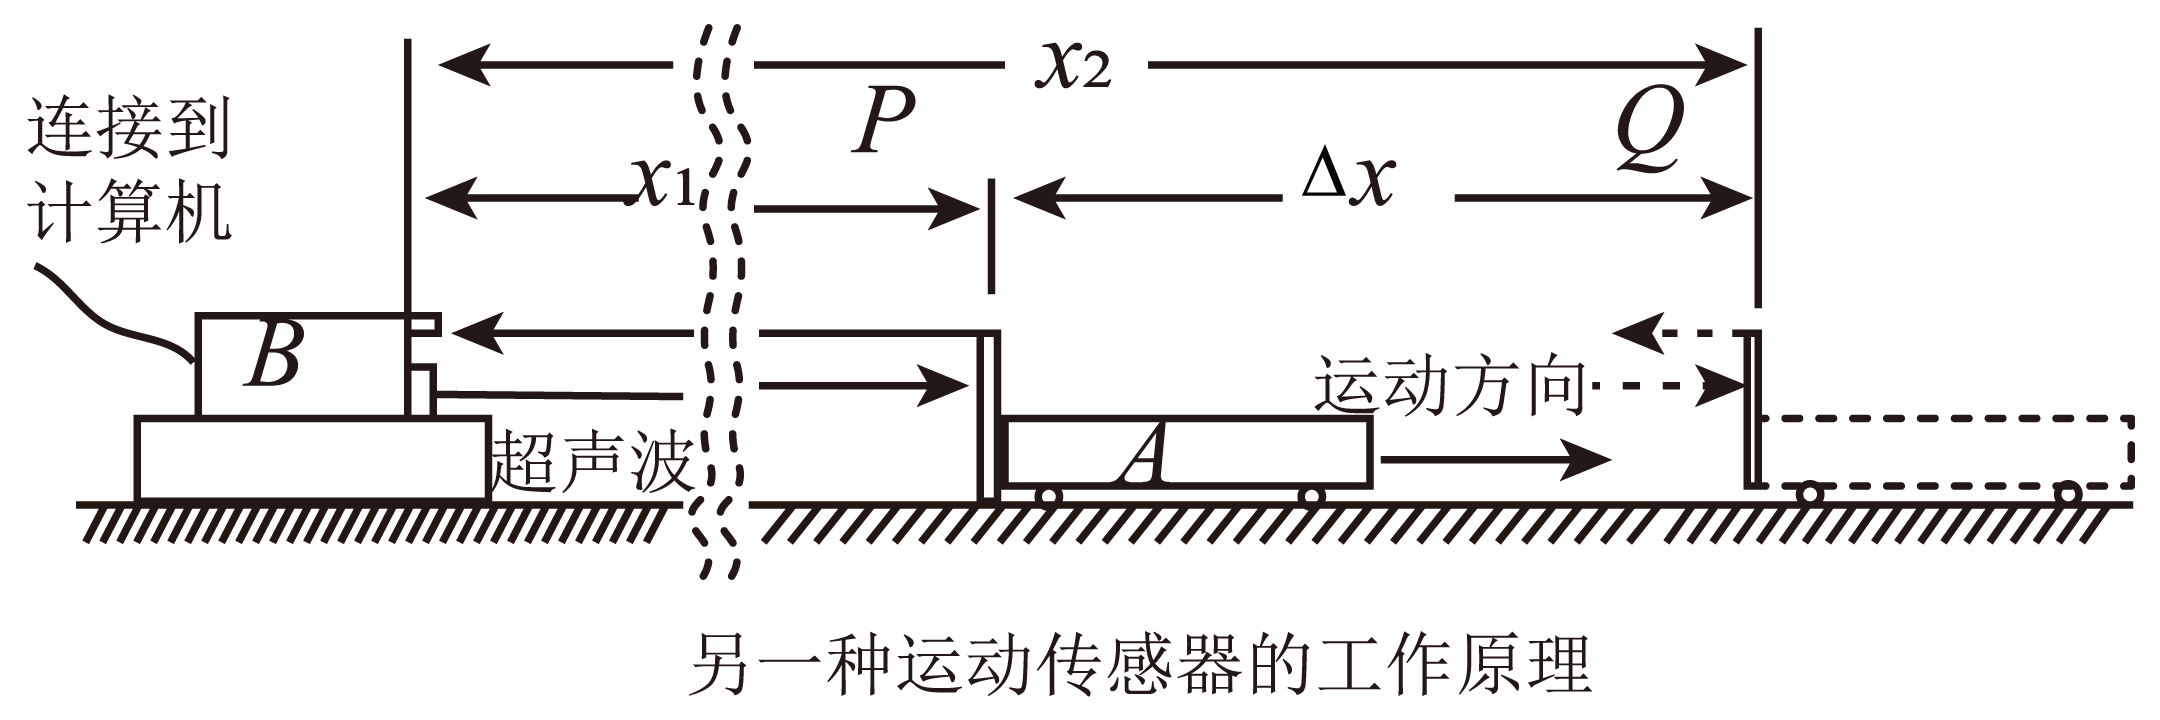 x2
P
Q
连接到
计算机
x1
Δx
B
运动方向
A
超声波
另一种运动传感器的工作原理